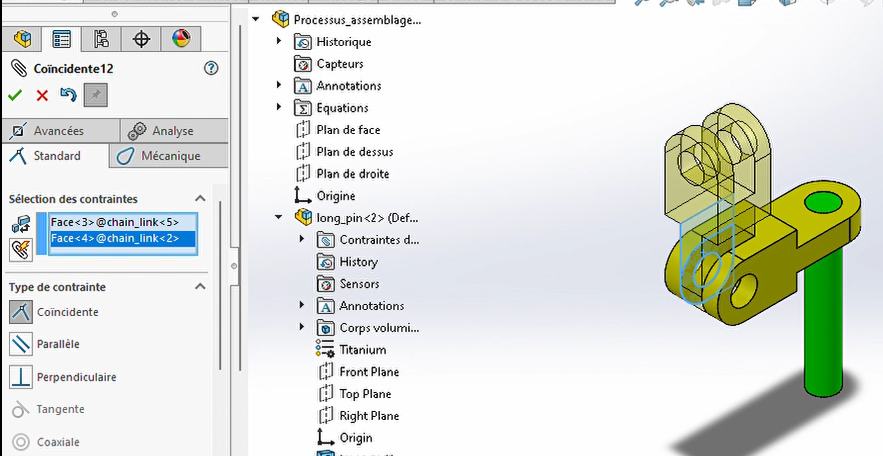 Coïncidente12
Avancées
Analyse
Standard
Mécanique
Sélection des contraintes
Face<3>@chain_link<5>
Face<4>@chain_link<2>
Type de contrainte
Coïncidente
Parallèle
Perpendiculaire
Tangente
Coaxiale
Processus_assemblage...
Historique
Capteurs
Annotations
Equations
Plan de face
Plan de dessus
Plan de droite
Origine
long_pin<2> (Def...
Contraintes d...
History
Sensors
Annotations
Corps volumi...
Titanium
Front Plane
Top Plane
Right Plane
Origin